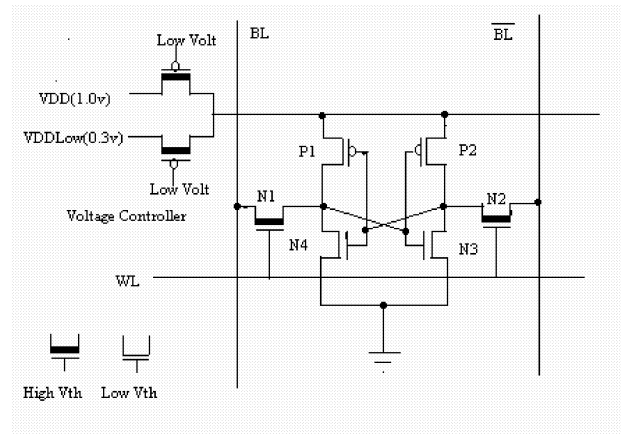 BL
BL
Low Volt
VDD(1.0v)
VDDLow(0.3v)
P1
P2
Low Volt
N1
N2
Voltage Controller
N4
N3
WL
High Vth
Low Vth